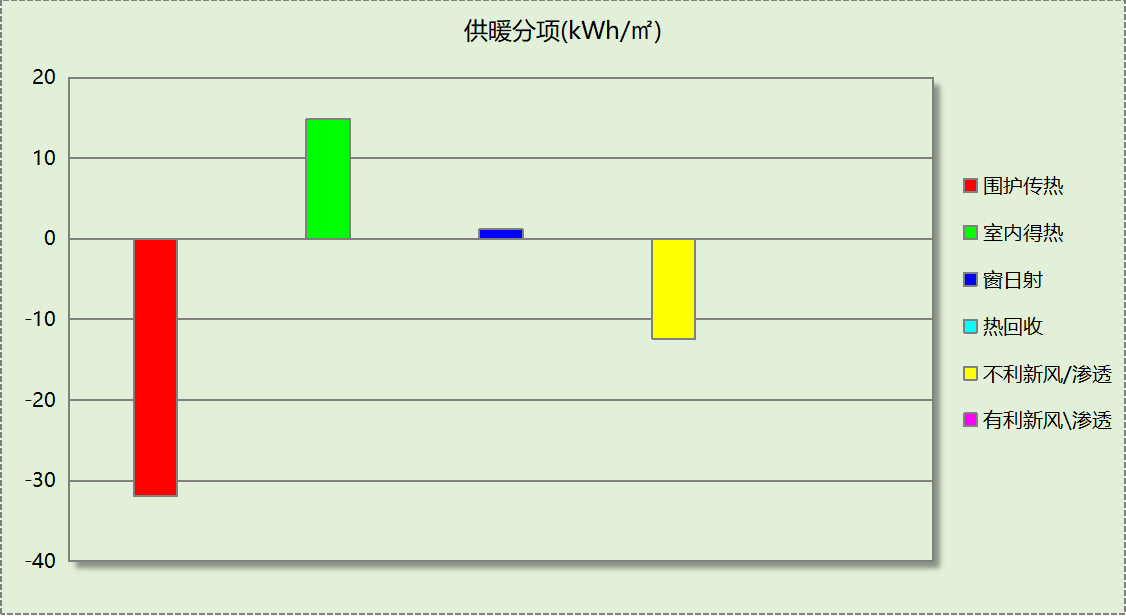 供暖分项(kWh/㎡)
20
10
0
-10
-20
-30
-40
围护传热
室内得热
窗日射
热回收
不利新风/渗透
有利新风\渗透